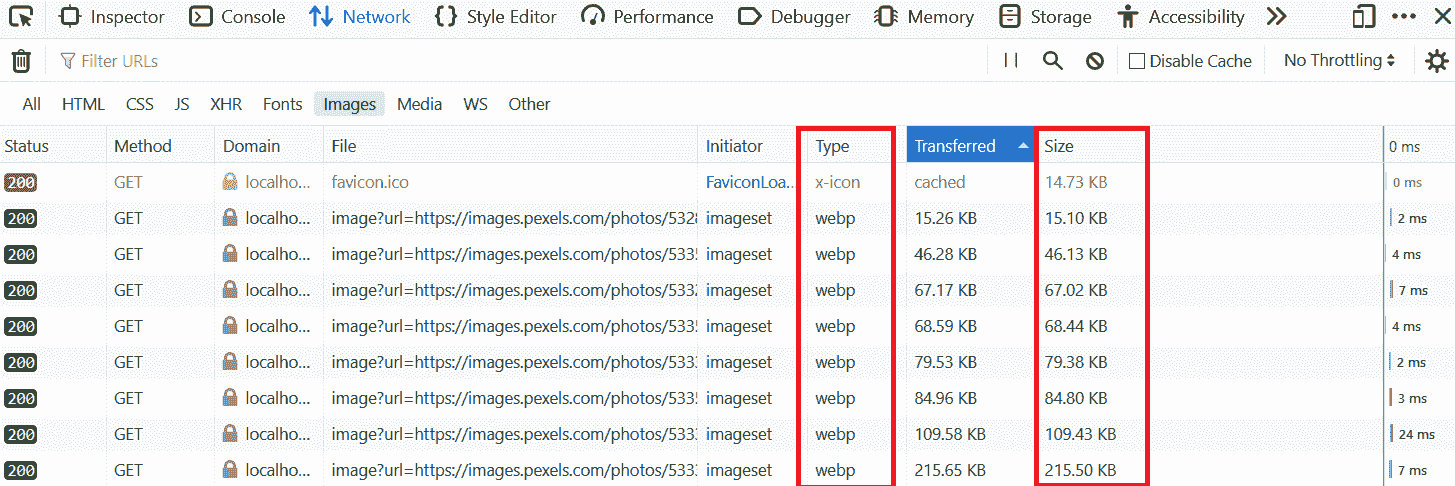 Inspector Console Network Style Editor Performance Debugger Memory Storage Accessibility
Filter URLs Disable Cache No Throttling
All HTML CSS JS XHR Fonts Images Media WS Other
Status Method Domain File Initiator Type Transferred Size 0 ms
200 GET localho... favicon.ico FaviconLoa... x-icon cached 14.73 KB 0 ms
200 GET localho... image?url=https://images.pexels.com/photos/5328 imageset webp 15.26 KB 15.10 KB 2 ms
200 GET localho... image?url=https://images.pexels.com/photos/5335 imageset webp 46.28 KB 46.13 KB 4 ms
200 GET localho... image?url=https://images.pexels.com/photos/5332 imageset webp 67.17 KB 67.02 KB 7 ms
200 GET localho... image?url=https://images.pexels.com/photos/5335 imageset webp 68.59 KB 68.44 KB 4 ms
200 GET localho... image?url=https://images.pexels.com/photos/5333 imageset webp 79.53 KB 79.38 KB 2 ms
200 GET localho... image?url=https://images.pexels.com/photos/5335 imageset webp 84.96 KB 84.80 KB 3 ms
200 GET localho... image?url=https://images.pexels.com/photos/5333 imageset webp 109.58 KB 109.43 KB 24 ms
200 GET localho... image?url=https://images.pexels.com/photos/5333 imageset webp 215.65 KB 215.50 KB 7 ms